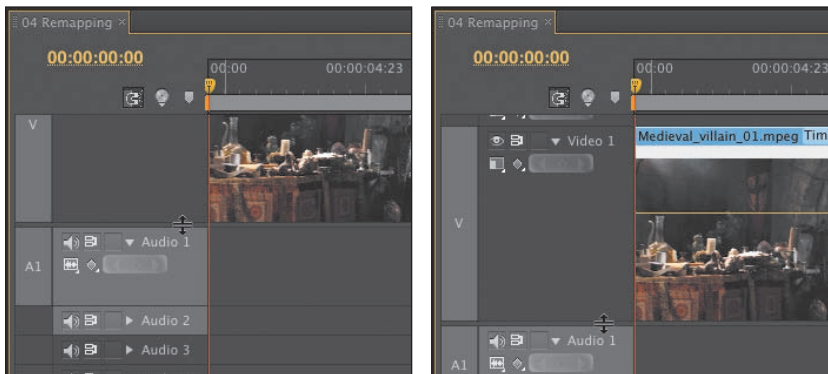 04 Remapping
00:00:00:00
00:00 00:00:04:23
V
A1
Audio 1
Audio 2
Audio 3
04 Remapping
00:00:00:00
00:00 00:00:04:23
Video 1
Medieval_villain_01.mpeg Tim
V
Audio 1
A1